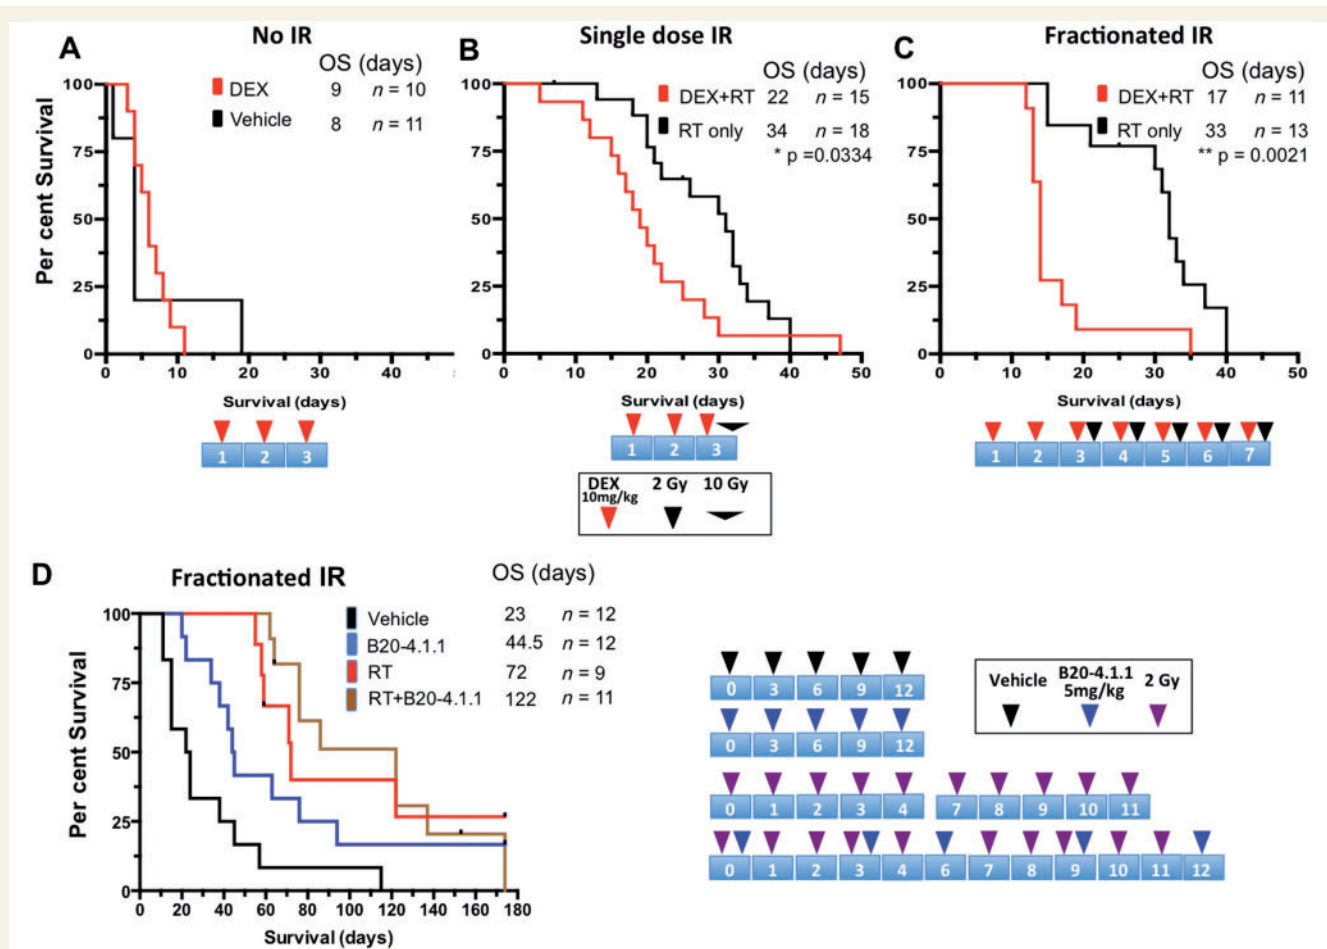 A
No IR
OS (days)
DEX 9 n = 10
Vehicle 8 n = 11
Per cent Survival
100
75
50
25
0
0 10 20 30 40
Survival (days)
1 2 3
B
Single dose IR
OS (days)
DEX+RT 22 n = 15
RT only 34 n = 18
* p =0.0334
100
75
50
25
0
0 10 20 30 40 50
Survival (days)
1 2 3
DEX 2 Gy 10 Gy
10mg/kg
C
Fractionated IR
OS (days)
DEX+RT 17 n = 11
RT only 33 n = 13
** p = 0.0021
100
75
50
25
0
0 10 20 30 40 50
Survival (days)
1 2 3 4 5 6 7
D
Fractionated IR
OS (days)
Vehicle 23 n = 12
B20-4.1.1 44.5 n = 12
RT 72 n = 9
RT+B20-4.1.1 122 n = 11
Per cent Survival
100
75
50
25
0
0 20 40 60 80 100 120 140 160 180
Survival (days)
0 3 6 9 12
0 3 6 9 12
0 1 2 3 4 7 8 9 10 11
0 1 2 3 4 6 7 8 9 10 11 12
Vehicle B20-4.1.1 2 Gy
5mg/kg